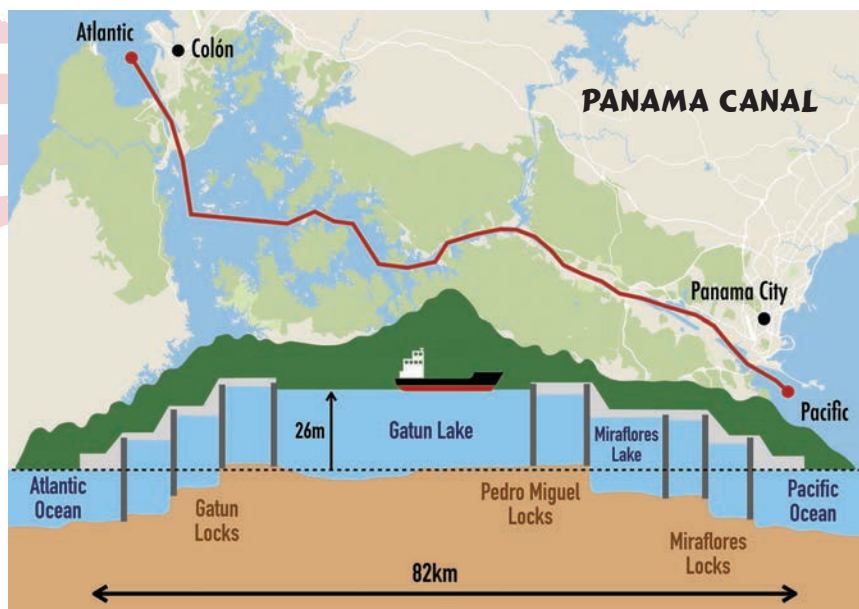 Atlantic
Colón
PANAMA CANAL
Panama City
Pacific
26m
Gatun Lake
Miraflores
Lake
Atlantic
Ocean
Gatun
Locks
Pedro Miguel
Locks
Pacific
Ocean
Miraflores
Locks
82km